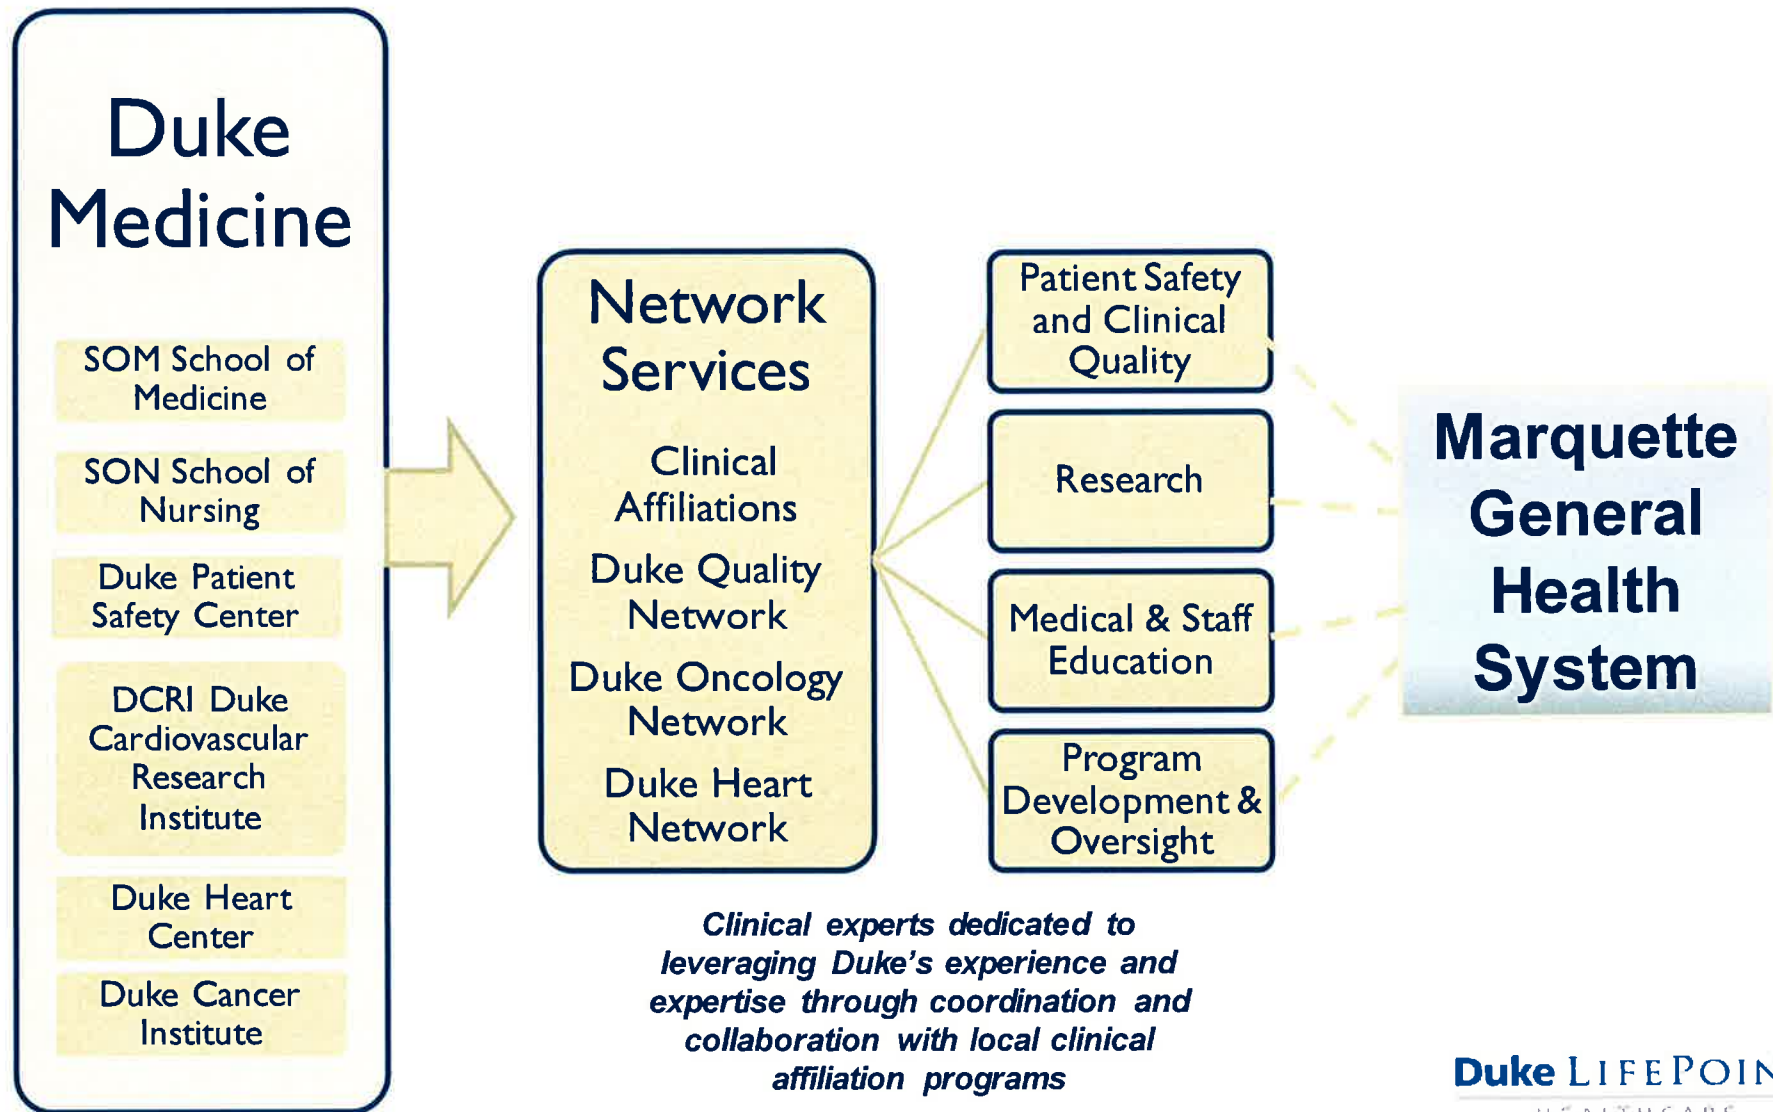 Duke
Medicine
SOM School of
Medicine
SON School of
Nursing
Duke Patient
Safety Center
DCRI Duke
Cardiovascular
Research
Institute
Duke Heart
Center
Duke Cancer
Institute
Network
Services
Clinical
Affiliations
Duke Quality
Network
Duke Oncology
Network
Duke Heart
Network
Patient Safety
and Clinical
Quality
Research
Medical & Staff
Education
Program
Development &
Oversight
Marquette
General
Health
System
Clinical experts dedicated to
leveraging Duke's experience and
expertise through coordination and
collaboration with local clinical
affiliation programs
Duke LIFEPOIN
HEALTHCARE